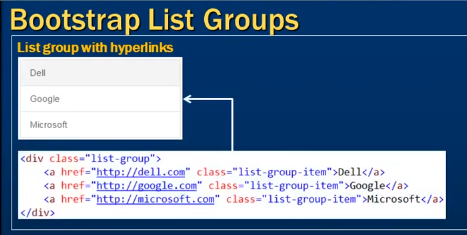 Bootstrap List Groups
List group with hyperlinks
Dell
Google
Microsoft
<div class="list-group">
    <a href="http://dell.com" class="list-group-item">Dell</a>
    <a href="http://google.com" class="list-group-item">Google</a>
    <a href="http://microsoft.com" class="list-group-item">Microsoft</a>
</div>